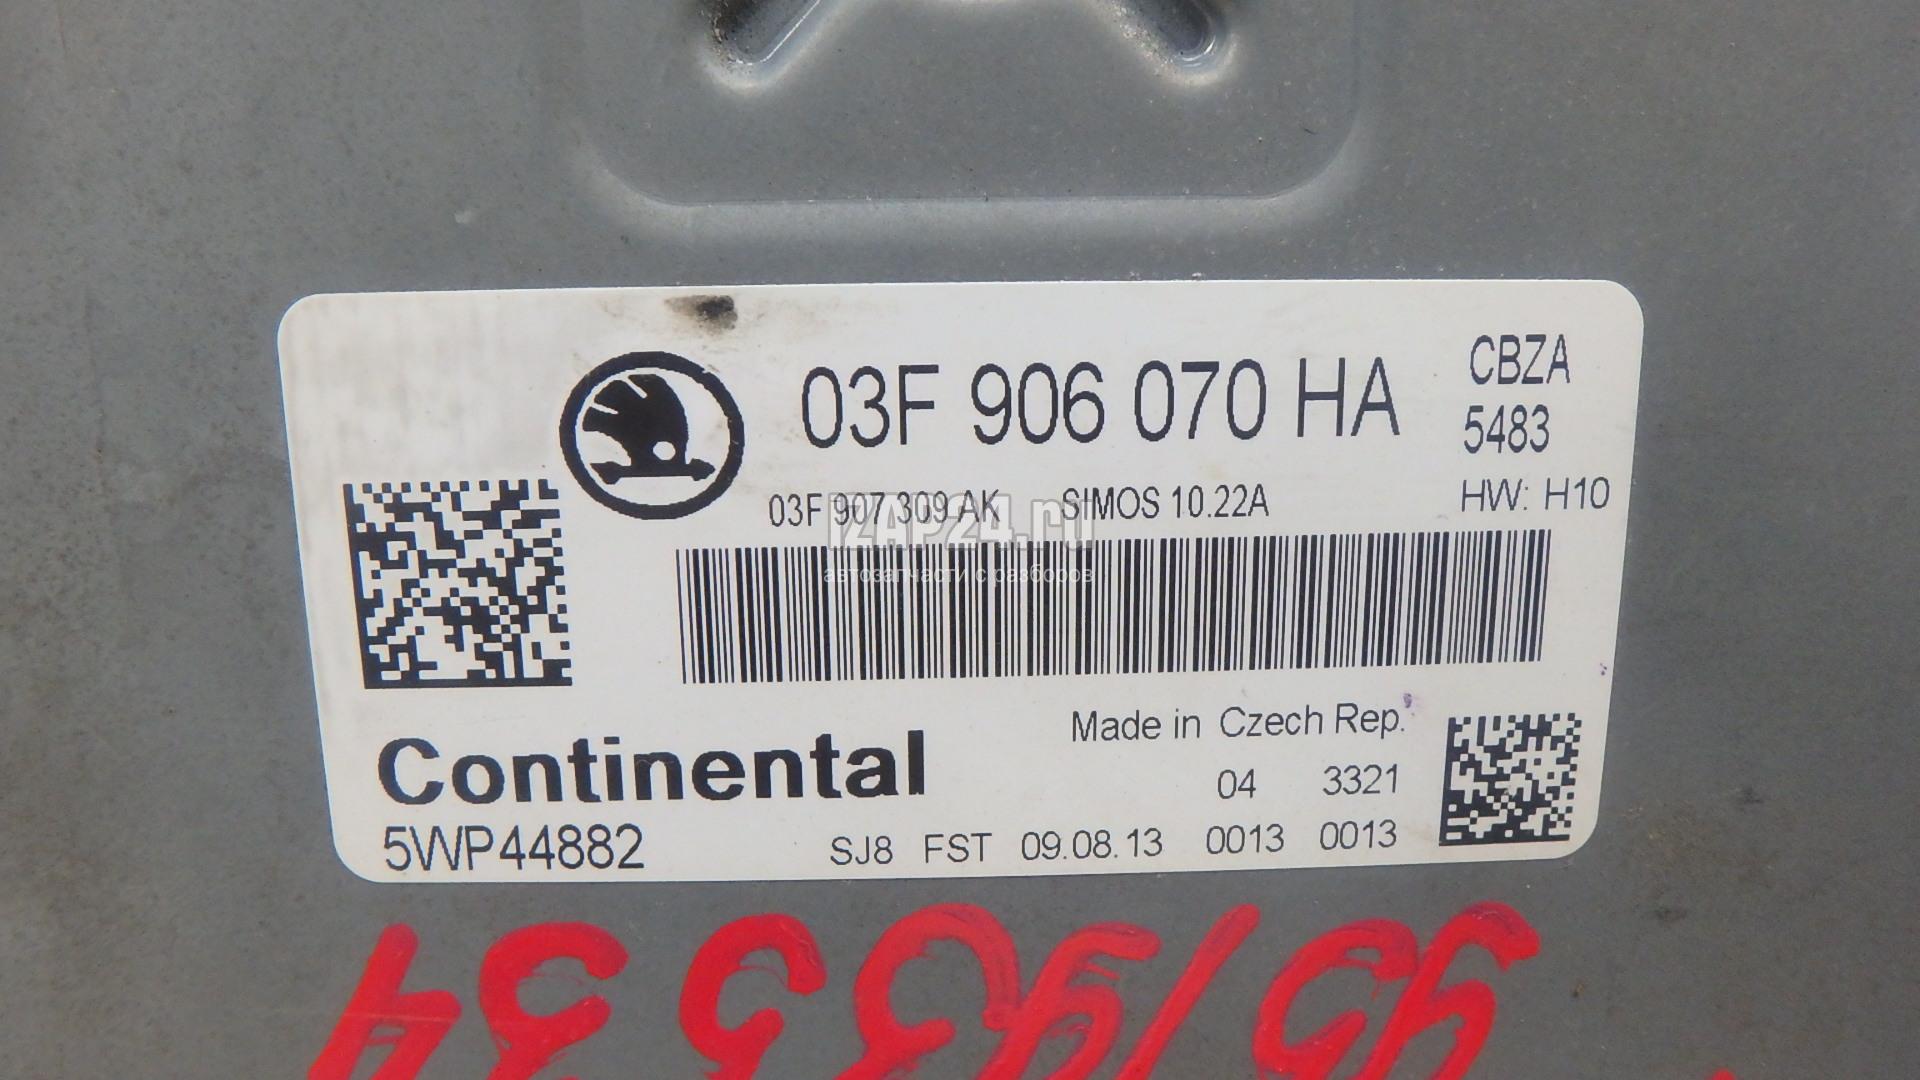 03F 906 070 HA
CBZA
5483
03F 907 309 AK SIMOS 10.22A
HW: H10
IZAP24.ru
автозапчасти с разборов
Made in Czech Rep.
Continental
04 3321
5WP44882
SJ8 FST 09.08.13 0013 0013